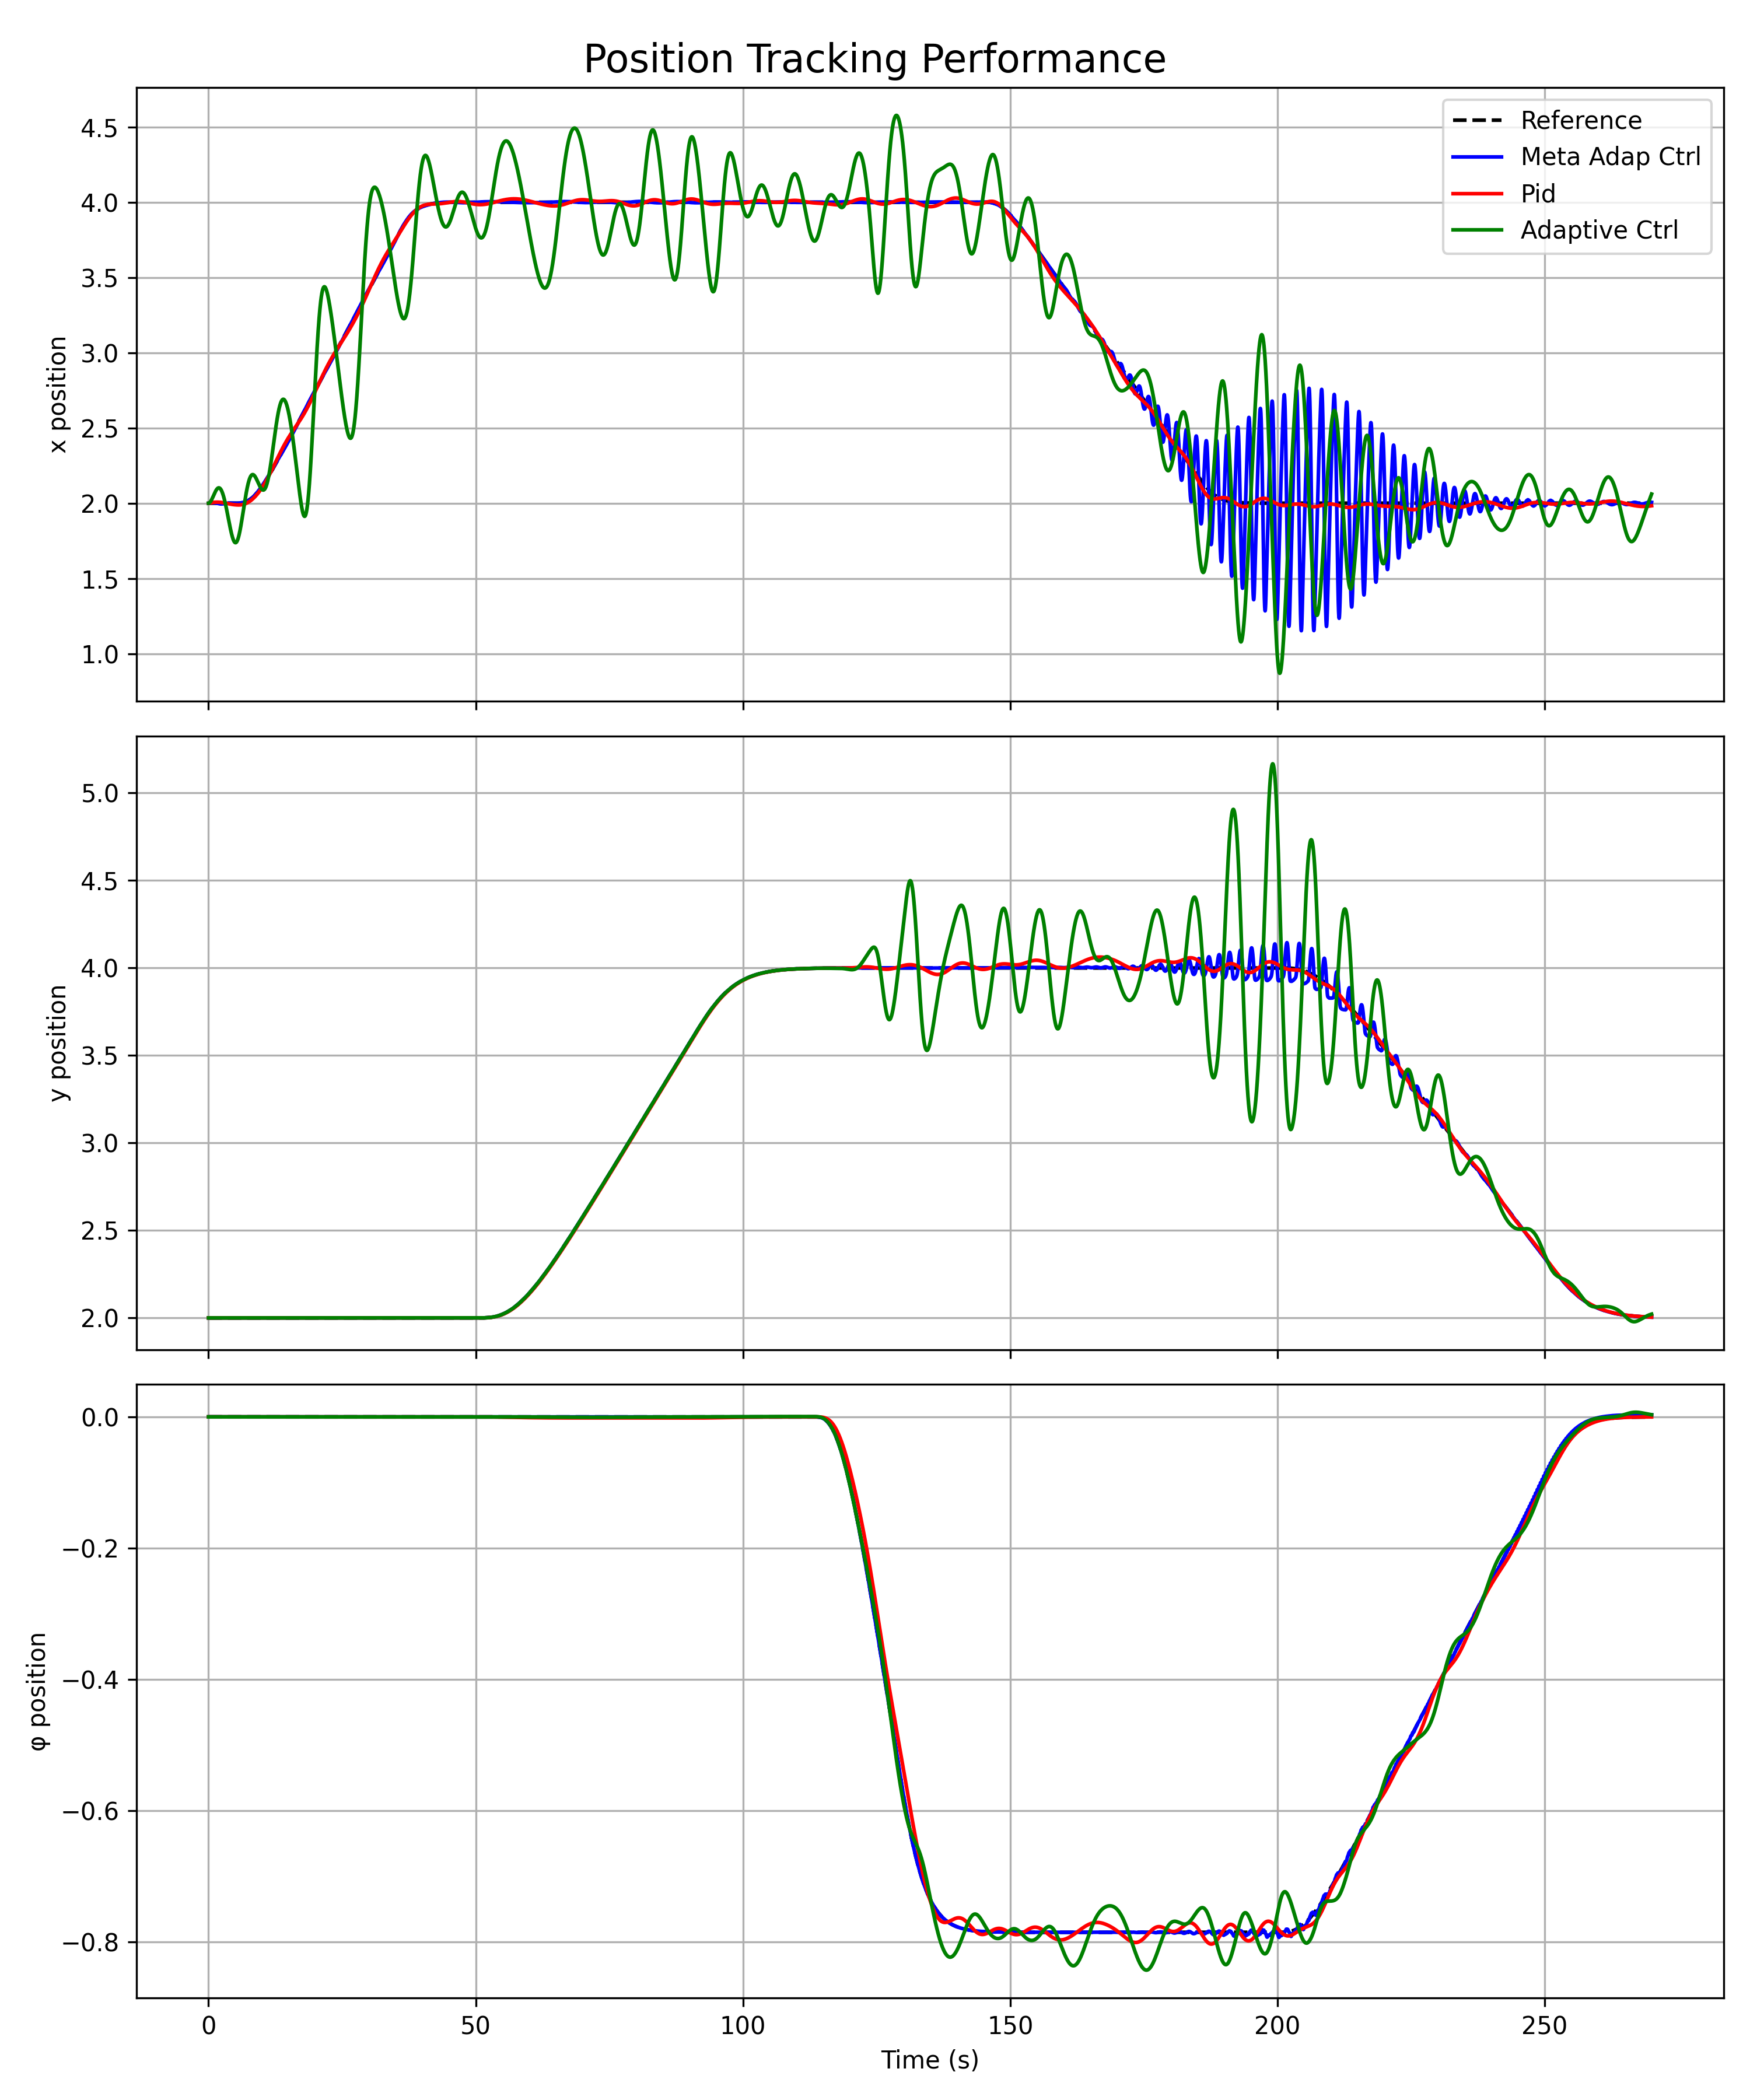 Position Tracking Performance
4.5
4.0
3.5
3.0
2.5
2.0
1.5
1.0
x position
Reference
Meta Adap Ctrl
Pid
Adaptive Ctrl
5.0
4.5
4.0
3.5
3.0
2.5
2.0
y position
0.0
−0.2
−0.4
−0.6
−0.8
φ position
0 50 100 150 200 250
Time (s)